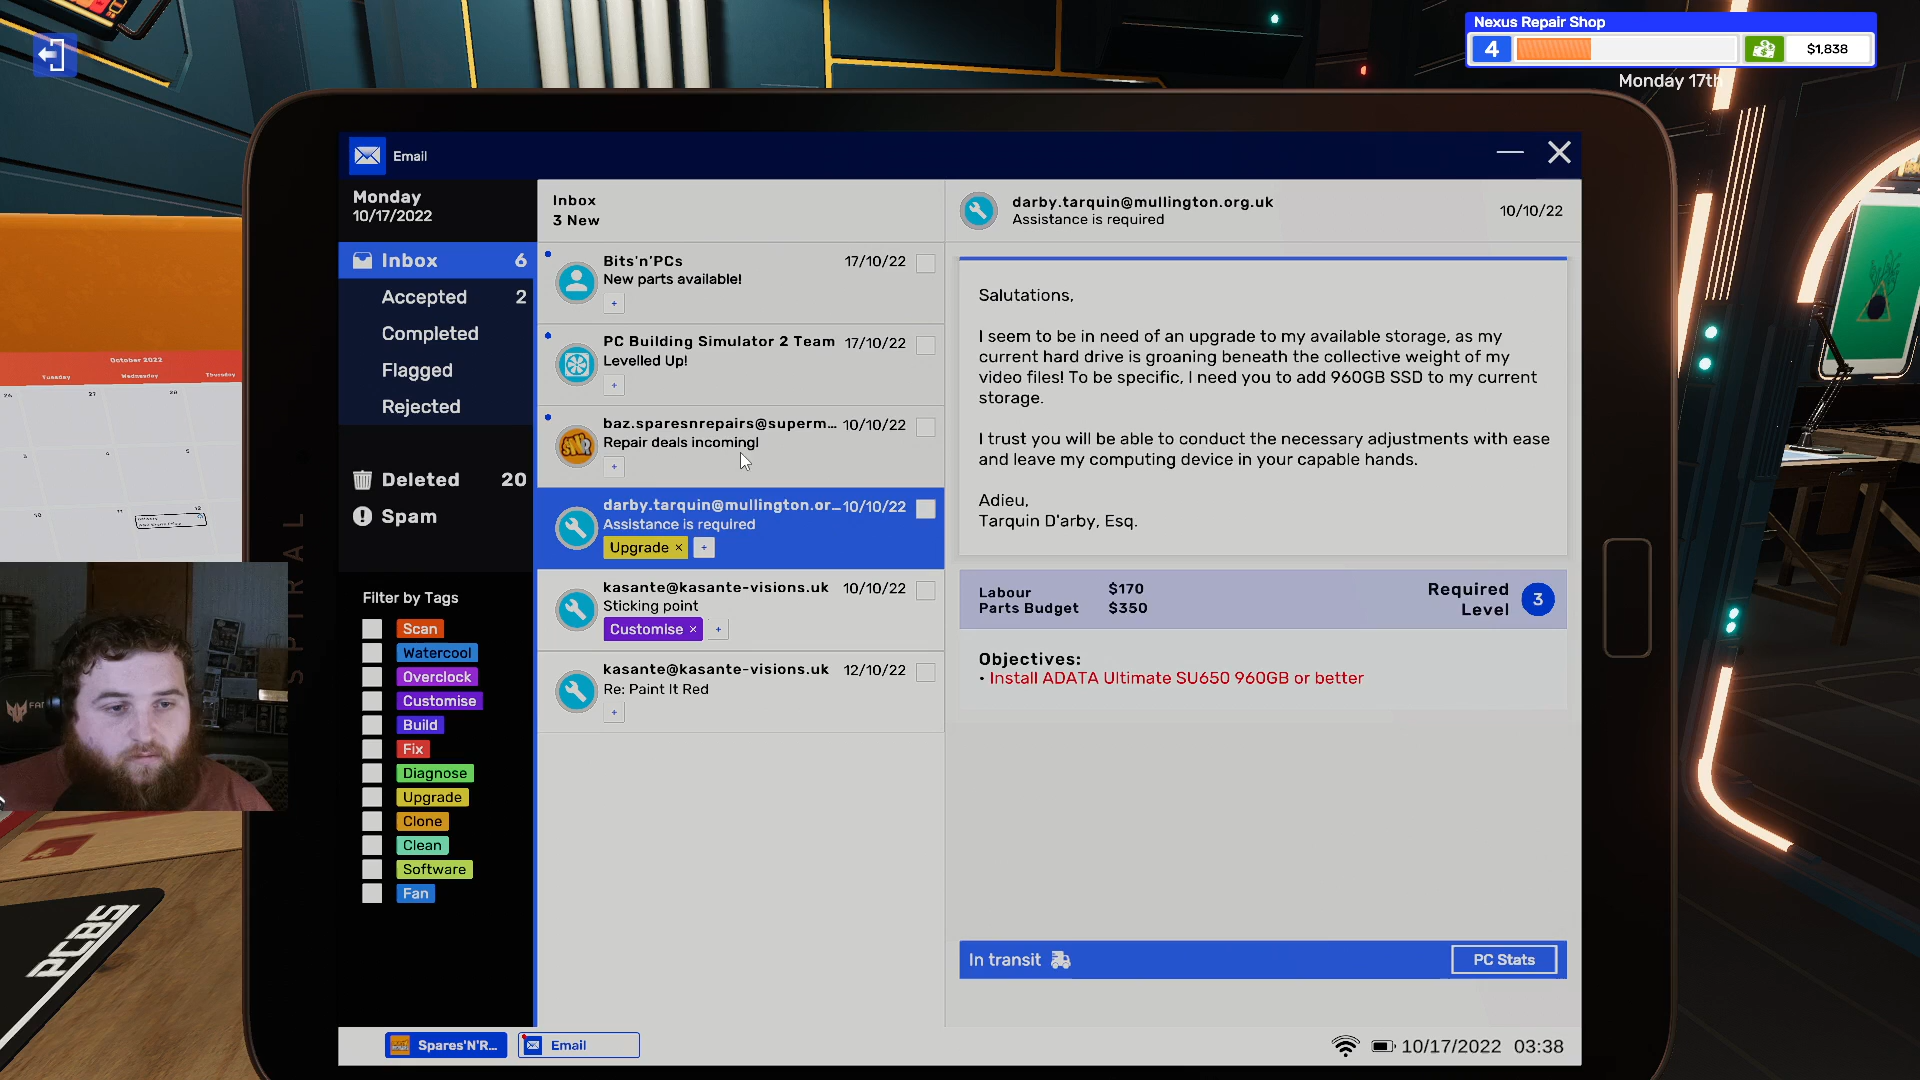 Nexus Repair Shop
4
$1,838
Monday 17th
Email
Monday
10/17/2022
Inbox 6
Accepted 2
Completed
Flagged
Rejected
Deleted 20
Spam
Filter by Tags
Scan
Watercool
Overclock
Customise
Build
Fix
Diagnose
Upgrade
Clone
Clean
Software
Fan
Inbox
3 New
Bits'n'PCs 17/10/22
New parts available!
+
PC Building Simulator 2 Team 17/10/22
Levelled Up!
+
baz.sparesnrepairs@superm... 10/10/22
Repair deals incoming!
+
darby.tarquin@mullington.or... 10/10/22
Assistance is required
Upgrade × +
kasante@kasante-visions.uk 10/10/22
Sticking point
Customise × +
kasante@kasante-visions.uk 12/10/22
Re: Paint It Red
+
darby.tarquin@mullington.org.uk
Assistance is required
10/10/22
Salutations,
I seem to be in need of an upgrade to my available storage, as my
current hard drive is groaning beneath the collective weight of my
video files! To be specific, I need you to add 960GB SSD to my current
storage.
I trust you will be able to conduct the necessary adjustments with ease
and leave my computing device in your capable hands.
Adieu,
Tarquin D'arby, Esq.
Labour $170
Parts Budget $350
Required
Level 3
Objectives:
• Install ADATA Ultimate SU650 960GB or better
In transit
PC Stats
Spares'N'R...
Email
10/17/2022 03:38
October 2022
Tuesday Wednesday Thursday
SPIRAL
PCBS